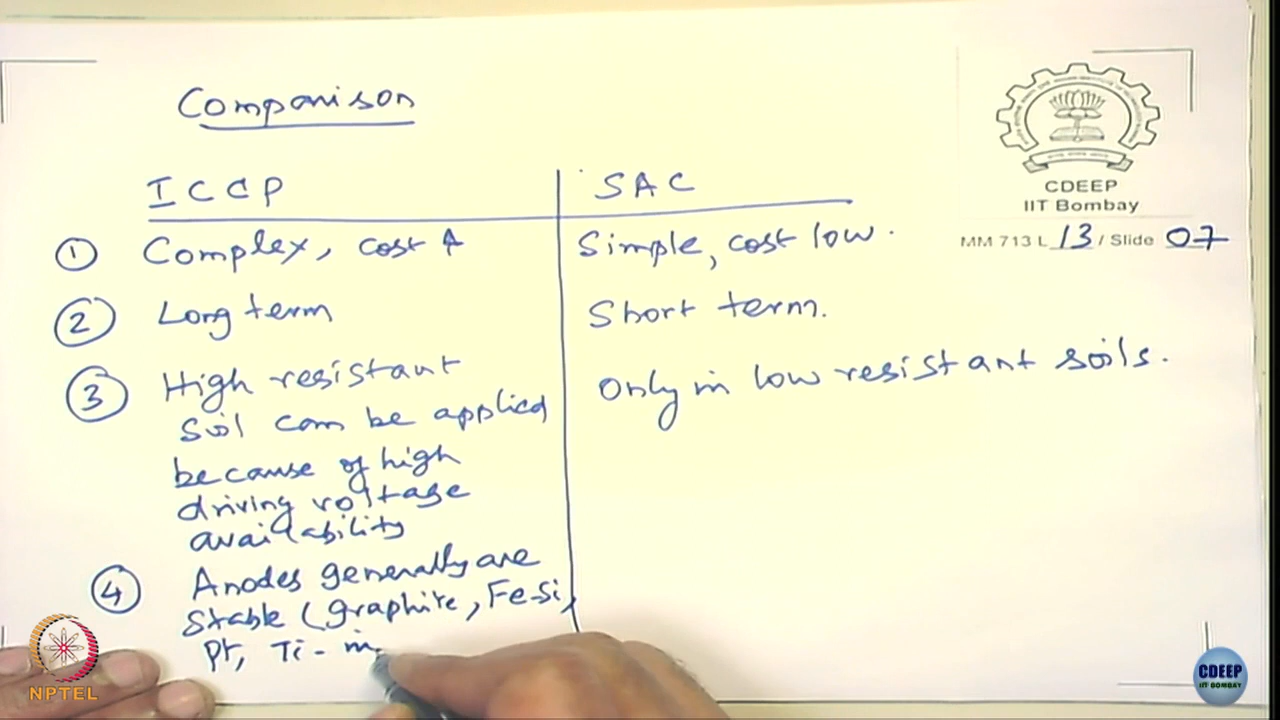 Comparison
ICCP
SAC
① Complex, cost ↑
Simple, cost low.
② Long term
Short term.
③ High resistant
soil can be applied
because of high
driving voltage
availability
Only in low resistant soils.
④ Anodes generally are
stable (graphite, Fe-Si,
Pt, Ti -
CDEEP
IIT Bombay
MM 713 L 13 / Slide 07
NPTEL
CDEEP
IIT BOMBAY